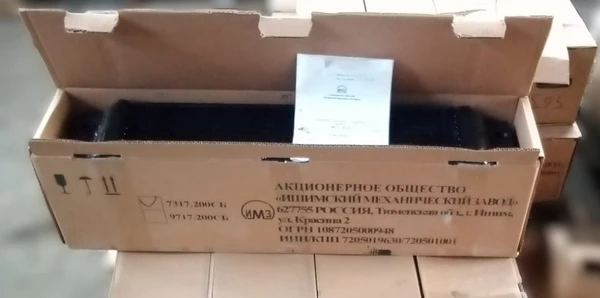 7317.200СБ
9717.200СБ
ИМЗ
АКЦИОНЕРНОЕ ОБЩЕСТВО
«ИШИМСКИЙ МЕХАНИЧЕСКИЙ ЗАВОД»
627755 РОССИЯ, Тюменская обл., г. Ишим,
ул. Красина 2
ОГРН 1087205000948
ИНН/КПП 7205019630/720501001